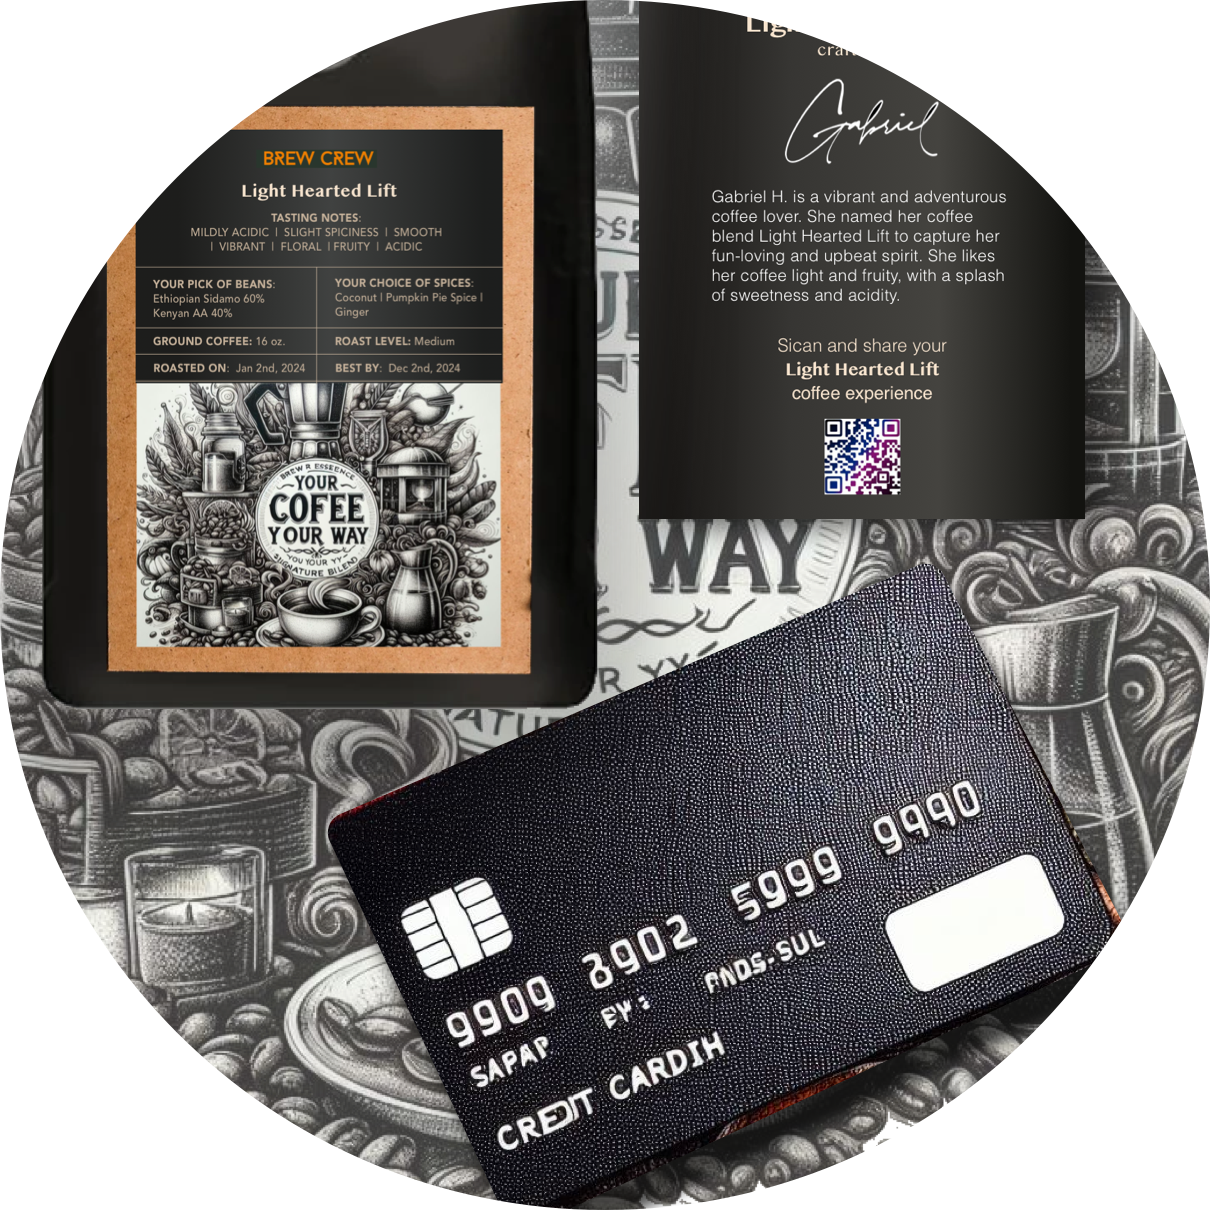 BREW CREW
Light Hearted Lift
TASTING NOTES:
MILDLY ACIDIC | SLIGHT SPICINESS | SMOOTH
| VIBRANT | FLORAL | FRUITY | ACIDIC
YOUR PICK OF BEANS:
Ethiopian Sidamo 60%
Kenyan AA 40%
YOUR CHOICE OF SPICES:
Coconut | Pumpkin Pie Spice |
Ginger
GROUND COFFEE: 16 oz.
ROAST LEVEL: Medium
ROASTED ON: Jan 2nd, 2024
BEST BY: Dec 2nd, 2024
BREW R ESSEENCE
YOUR
COFEE
YOUR WAY
YOU YOUR YY
SIGNATURE BILEND
Gabriel
Gabriel H. is a vibrant and adventurous
coffee lover. She named her coffee
blend Light Hearted Lift to capture her
fun-loving and upbeat spirit. She likes
her coffee light and fruity, with a splash
of sweetness and acidity.
Sican and share your
Light Hearted Lift
coffee experience
WAY
9909 8902 5999 9990
SAPAP
CREDIT CARDIH